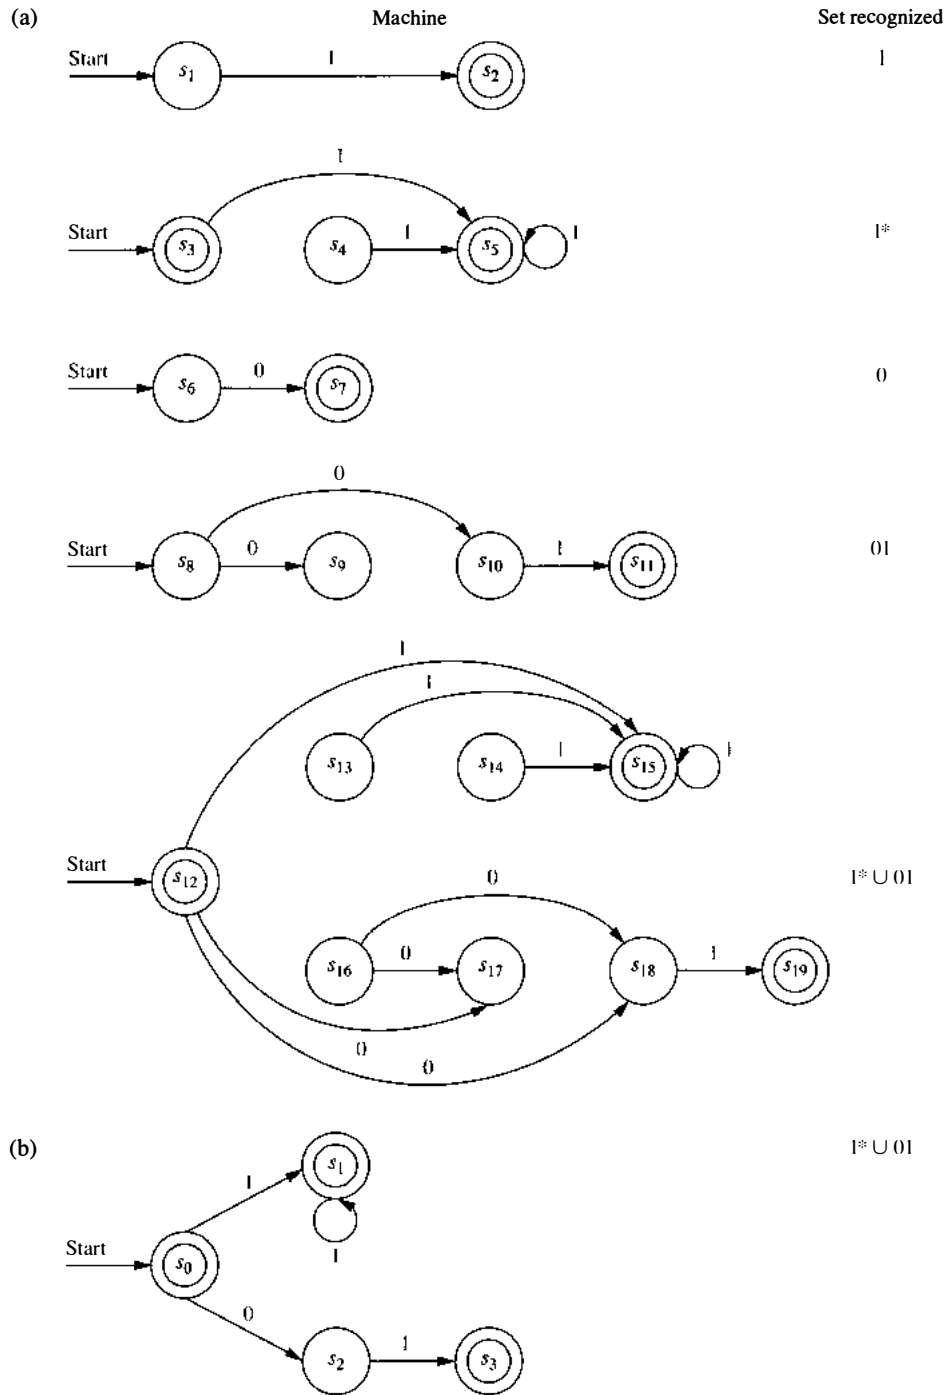 (a) Machine Set recognized
Start s1 1 s2 1
1
Start s3 s4 1 s5 1 1*
Start s6 0 s7 0
0
Start s8 0 s9 s10 1 s11 01
1
1
s13 s14 1 s15 1
Start s12 1* ∪ 01
0
s16 0 s17 s18 1 s19
0
0
(b) 1* ∪ 01
s1
1
1
Start s0
0
s2 1 s3